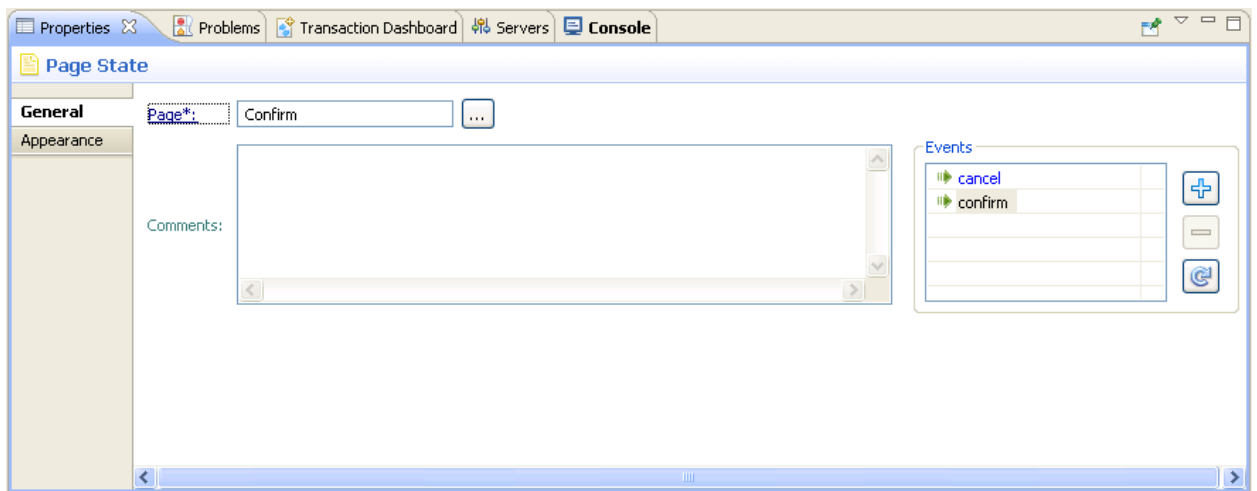 Properties Problems Transaction Dashboard Servers Console
Page State
General
Page*: Confirm ...
Appearance
Events
cancel
confirm
Comments: